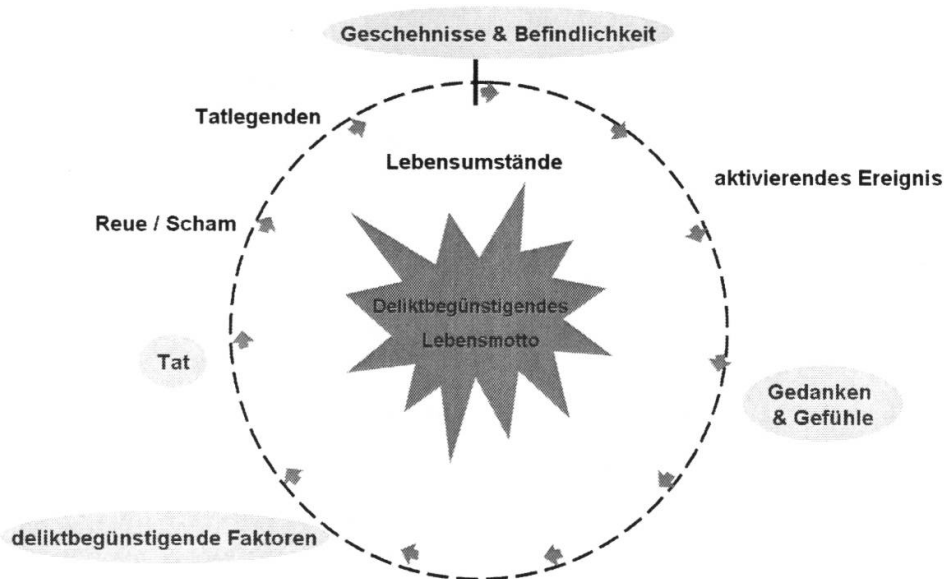 Geschehnisse & Befindlichkeit
Tatlegenden
Lebensumstände
aktivierendes Ereignis
Reue / Scham
Deliktbegünstigendes
Lebensmotto
Tat
Gedanken
& Gefühle
deliktbegünstigende Faktoren